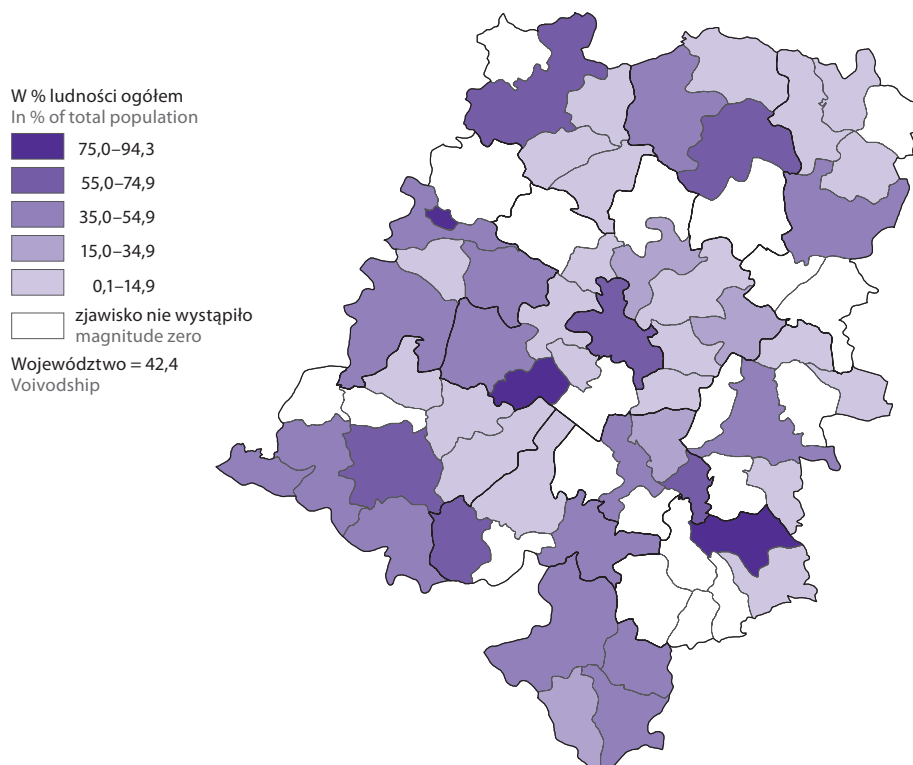 W % ludności ogółem
In % of total population
75,0–94,3
55,0–74,9
35,0–54,9
15,0–34,9
0,1–14,9
zjawisko nie wystąpiło
magnitude zero
Województwo = 42,4
Voivodship